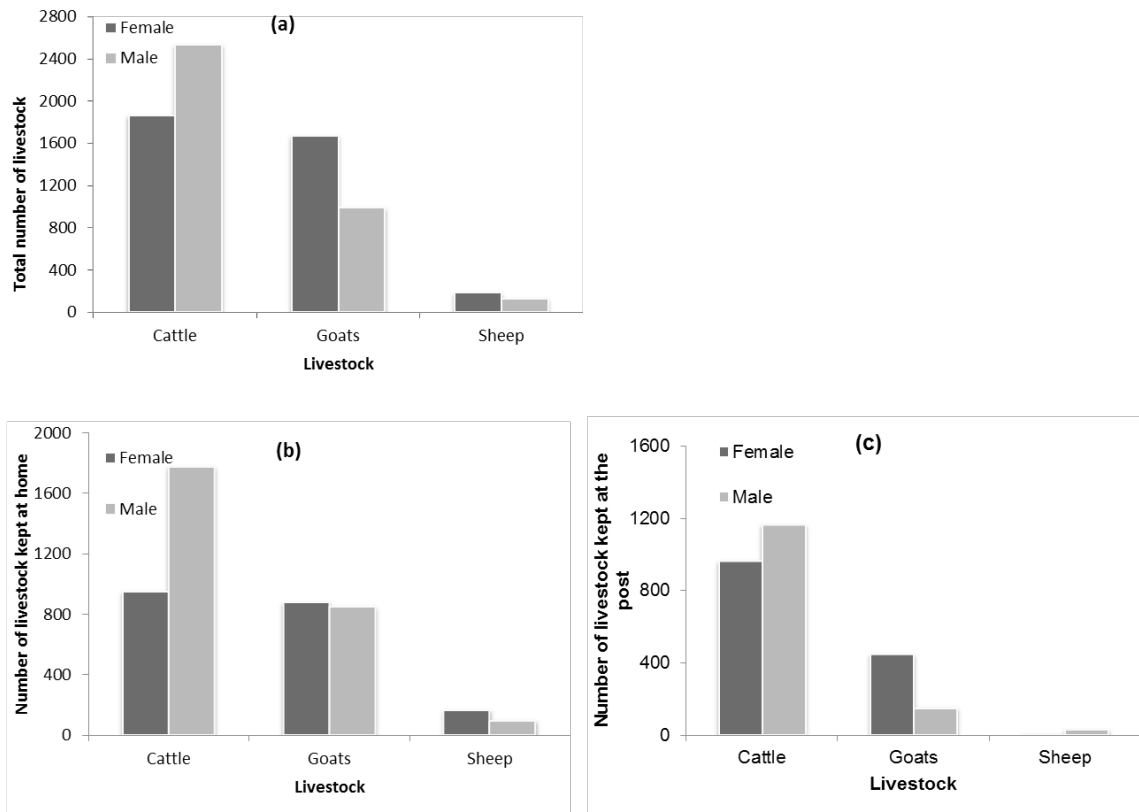 (a)
Female
Male
Total number of livestock
2800
2400
2000
1600
1200
800
400
0
Cattle Goats Sheep
Livestock
(b)
Female
Male
Number of livestock kept at home
2000
1600
1200
800
400
0
Cattle Goats Sheep
Livestock
(c)
Female
Male
Number of livestock kept at the
post
1600
1200
800
400
0
Cattle Goats Sheep
Livestock